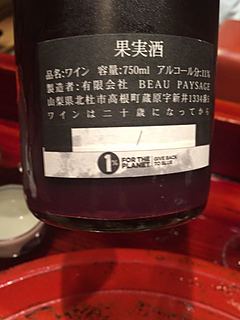 果実酒
品名:ワイン 容量:750ml アルコール分:11%
製造者:有限会社 BEAU PAYSAGE
山梨県北杜市高根町蔵原字新井1334番5
ワインは二十歳になってから
/
1% FOR THE PLANET GIVE BACK TO BLUE